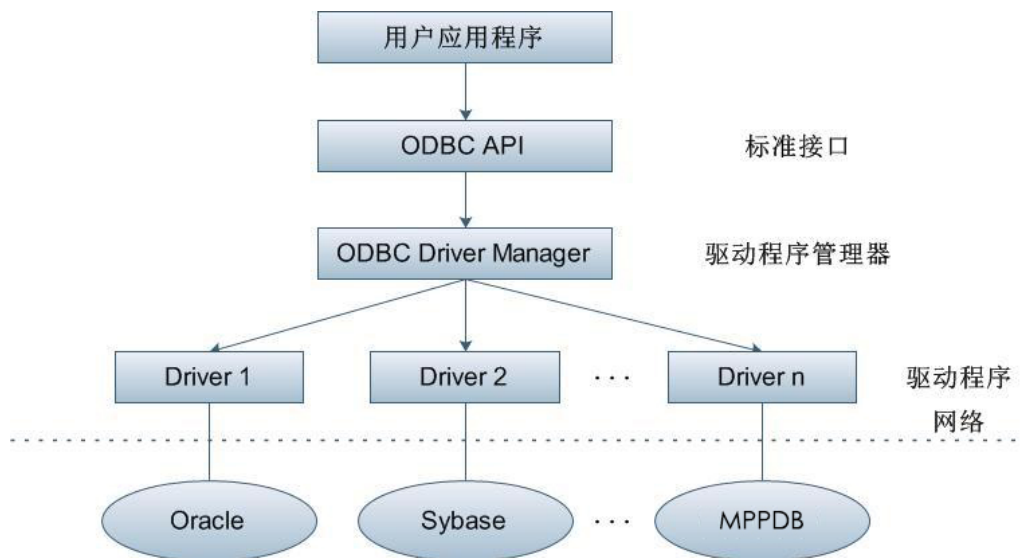 用户应用程序
ODBC API
标准接口
ODBC Driver Manager
驱动程序管理器
Driver 1
Driver 2
···
Driver n
驱动程序
网络
Oracle
Sybase
···
MPPDB